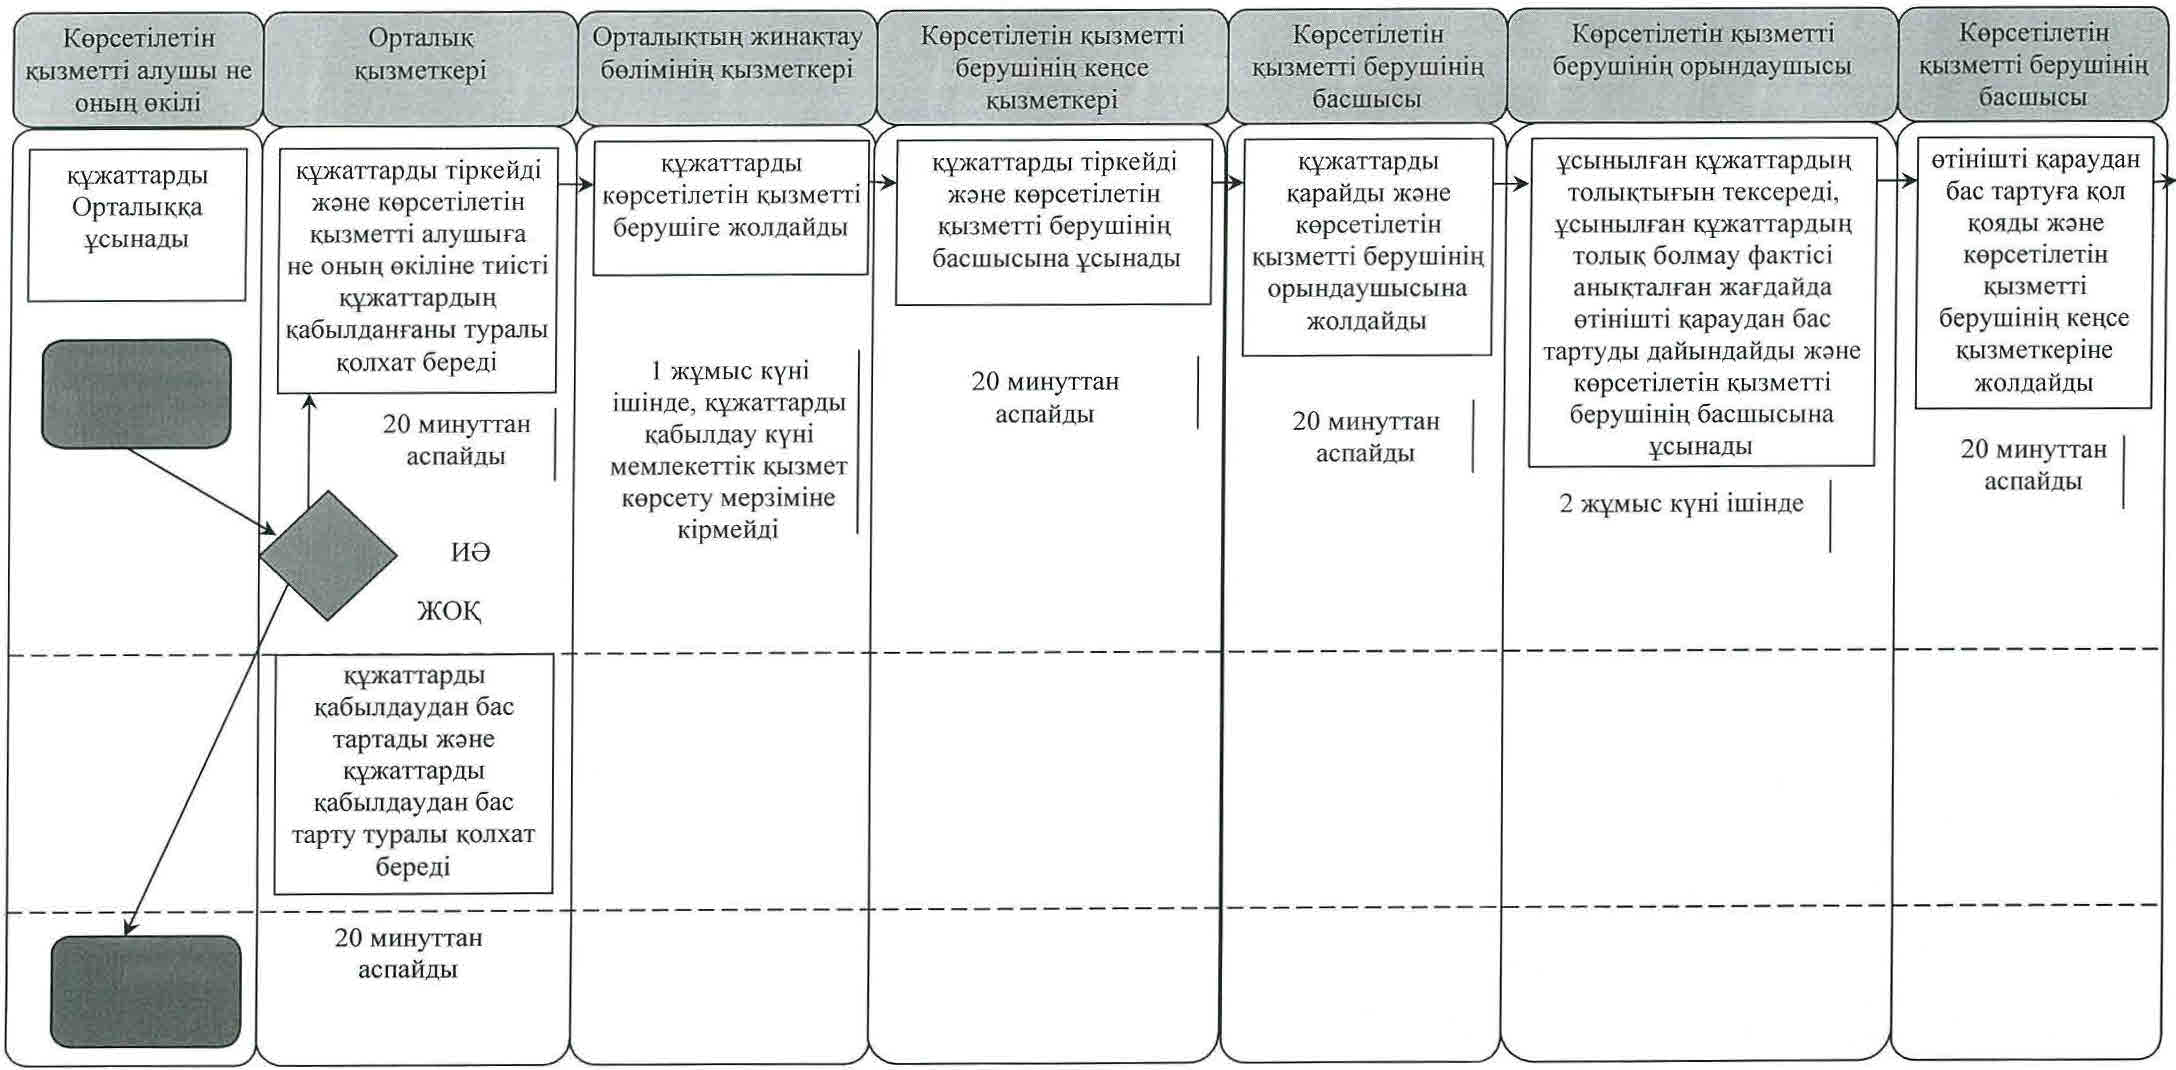 Көрсетілетін
қызметті алушы не
оның өкілі
Орталық
қызметкері
Орталықтың жинақтау
бөлімінің қызметкері
Көрсетілетін қызметті
берушінің кеңсе
қызметкері
Көрсетілетін
қызметті берушінің
басшысы
Көрсетілетін қызметті
берушінің орындаушысы
Көрсетілетін
қызметті берушінің
басшысы
құжаттарды
Орталыққа
ұсынады
құжаттарды тіркейді
және көрсетілетін
қызметті алушыға
не оның өкіліне тиісті
құжаттардың
қабылданғаны туралы
қолхат береді
20 минуттан
аспайды
ИӘ
ЖОҚ
құжаттарды
қабылдаудан бас
тартады және
құжаттарды
қабылдаудан бас
тарту туралы қолхат
береді
20 минуттан
аспайды
құжаттарды
көрсетілетін қызметті
берушіге жолдайды
1 жұмыс күні
ішінде, құжаттарды
қабылдау күні
мемлекеттік қызмет
көрсету мерзіміне
кірмейді
құжаттарды тіркейді
және көрсетілетін
қызметті берушінің
басшысына ұсынады
20 минуттан
аспайды
құжаттарды
қарайды және
көрсетілетін
қызметті берушінің
орындаушысына
жолдайды
20 минуттан
аспайды
ұсынылған құжаттардың
толықтығын тексереді,
ұсынылған құжаттардың
толық болмау фактісі
анықталған жағдайда
өтінішті қараудан бас
тартуды дайындайды және
көрсетілетін қызметті
берушінің басшысына
ұсынады
2 жұмыс күні ішінде
өтінішті қараудан
бас тартуға қол
қояды және
көрсетілетін
қызметті
берушінің кеңсе
қызметкеріне
жолдайды
20 минуттан
аспайды